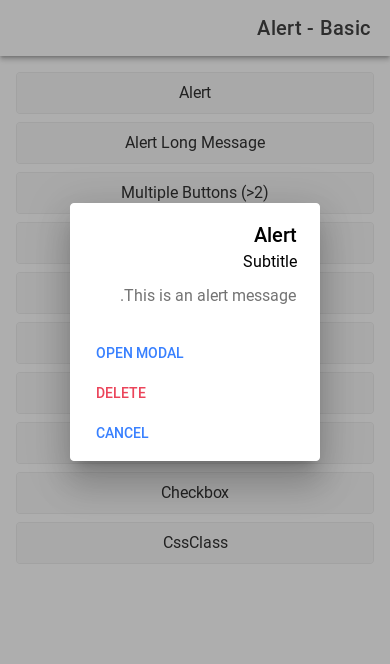 Alert - Basic
Alert
Alert Long Message
Multiple Buttons (>2)
Alert
Subtitle
.This is an alert message
OPEN MODAL
DELETE
CANCEL
Checkbox
CssClass